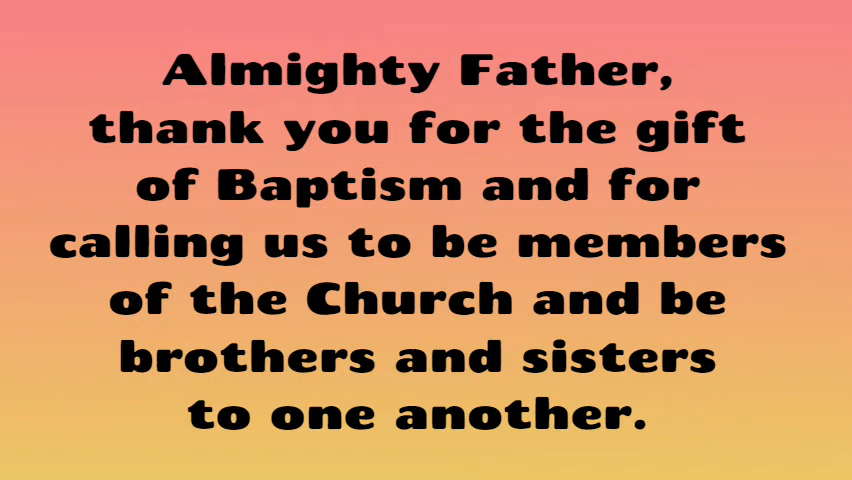 Almighty Father,
thank you for the gift
of Baptism and for
calling us to be members
of the Church and be
brothers and sisters
to one another.